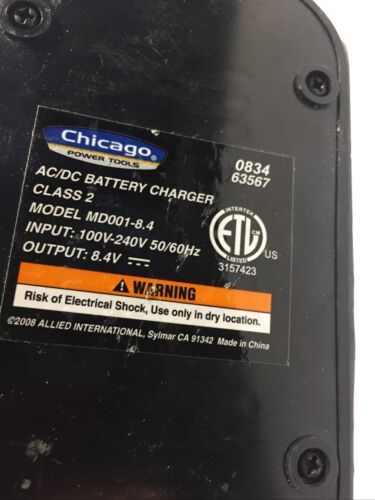 Chicago®
POWER TOOLS
0834
63567
AC/DC BATTERY CHARGER
CLASS 2
MODEL MD001-8.4
INPUT: 100V-240V 50/60Hz
OUTPUT: 8.4V
INTERTEK
ETL CM
LISTED US
3157423
WARNING
Risk of Electrical Shock, Use only in dry location.
©2008 ALLIED INTERNATIONAL, Sylmar CA 91342 Made in China